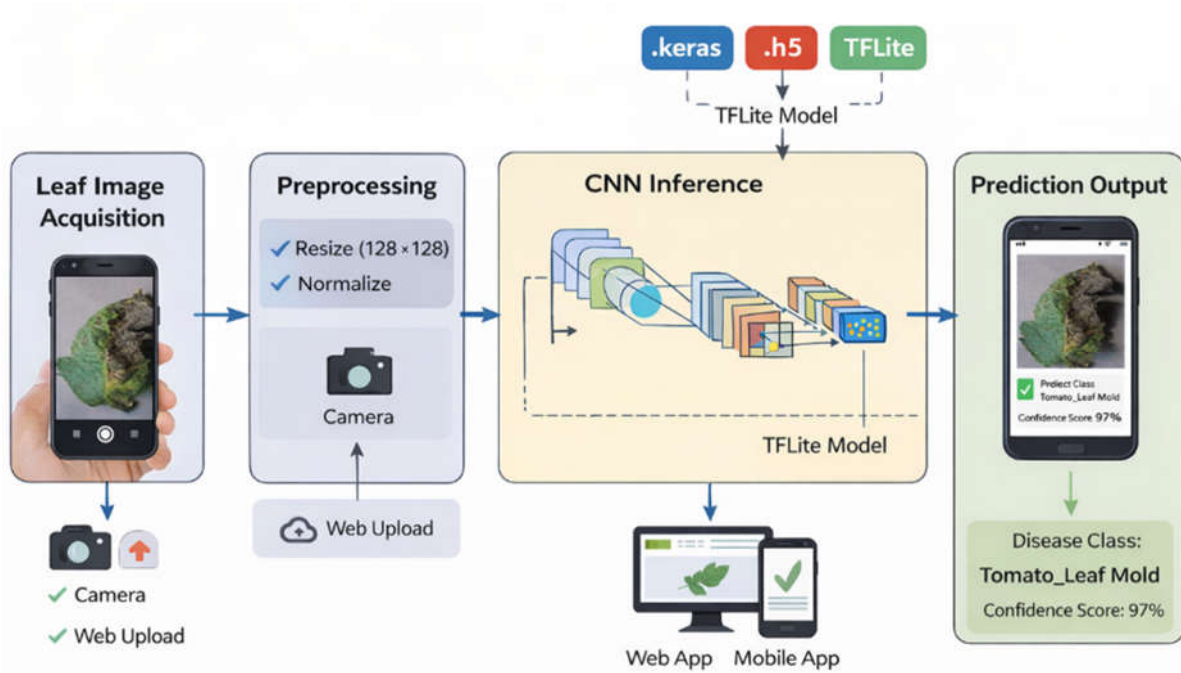 .keras
.h5
TFLite
TFLite Model
Leaf Image
Acquisition
Camera
Web Upload
Preprocessing
Resize (128 × 128)
Normalize
Camera
Web Upload
CNN Inference
TFLite Model
Web App
Mobile App
Prediction Output
Prediect Class
Tomato_Leaf Mold
Confidence Score 97%
Disease Class:
Tomato_Leaf Mold
Confidence Score: 97%